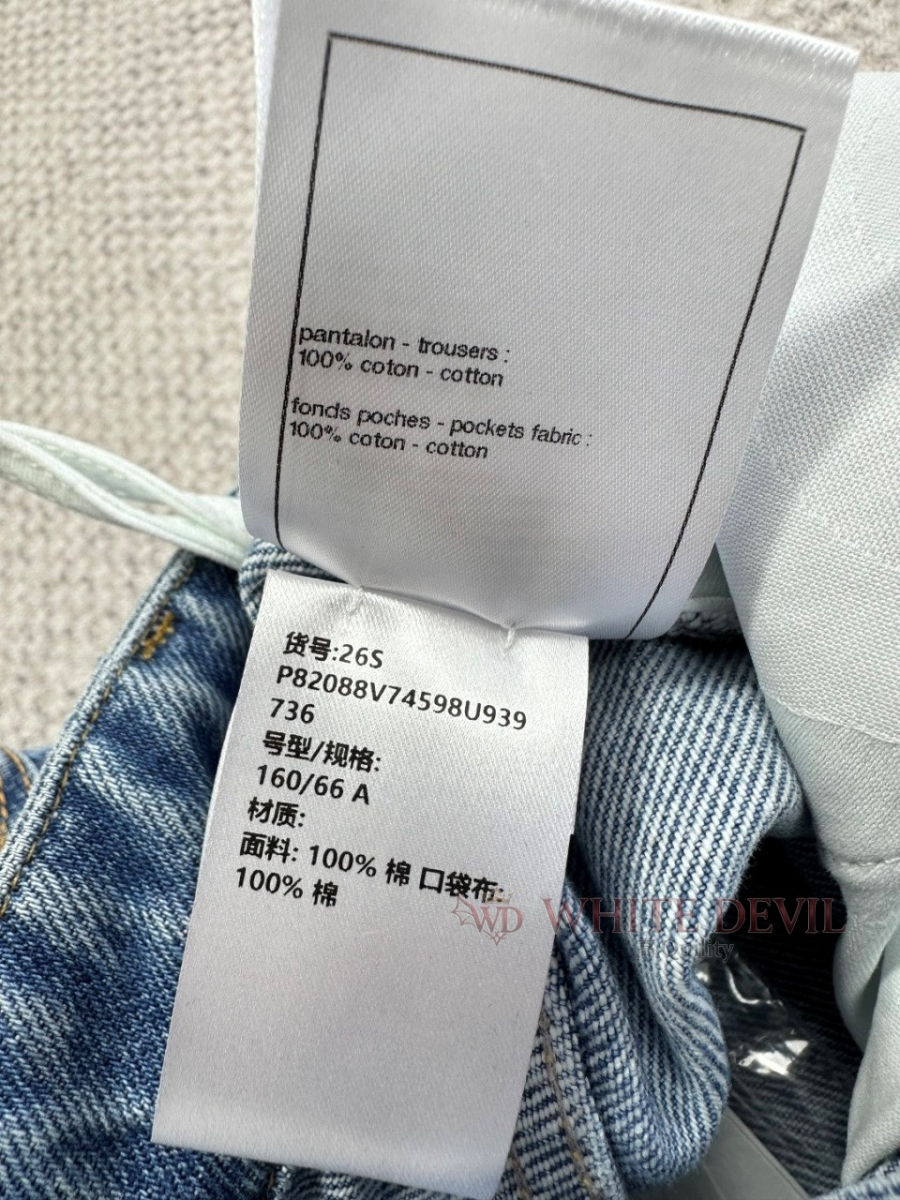 pantalon - trousers :
100% coton - cotton
fonds poches - pockets fabric :
100% coton - cotton
货号:26S
P82088V74598U939
736
号型/规格:
160/66 A
材质:
面料: 100% 棉 口袋布:
100% 棉
WD WHITE DEVIL